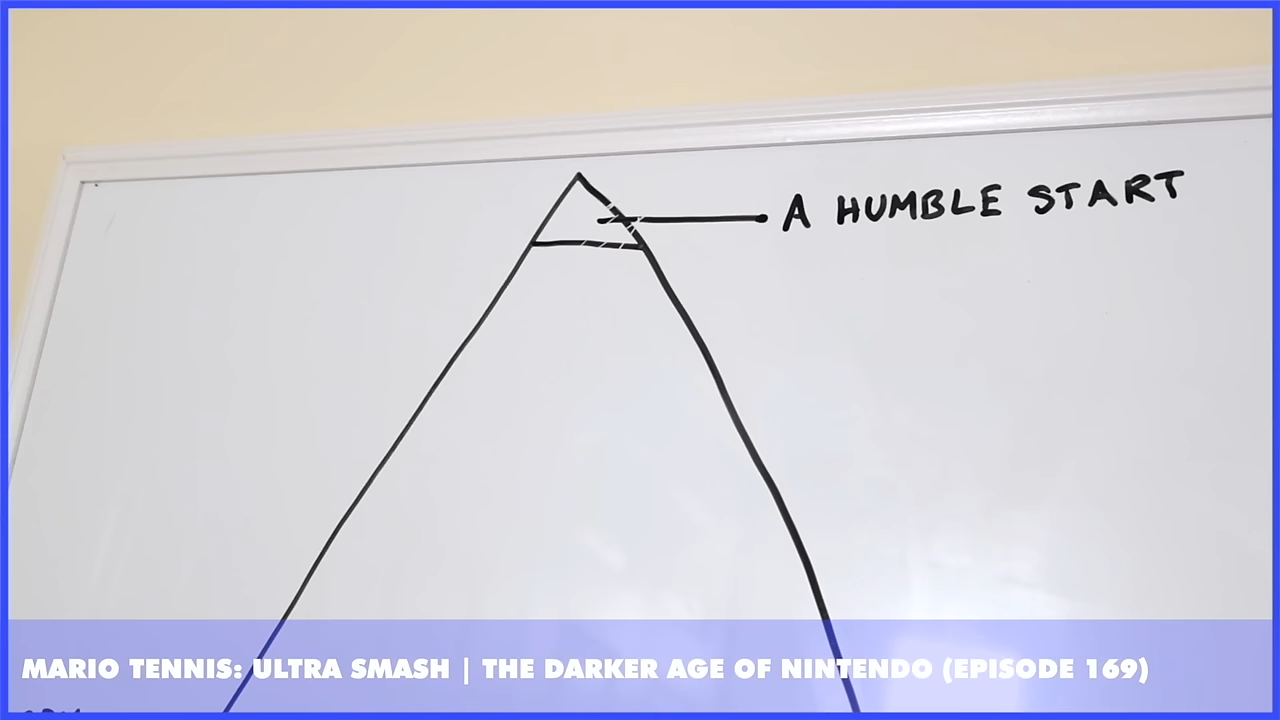 A HUMBLE START
MARIO TENNIS: ULTRA SMASH | THE DARKER AGE OF NINTENDO (EPISODE 169)